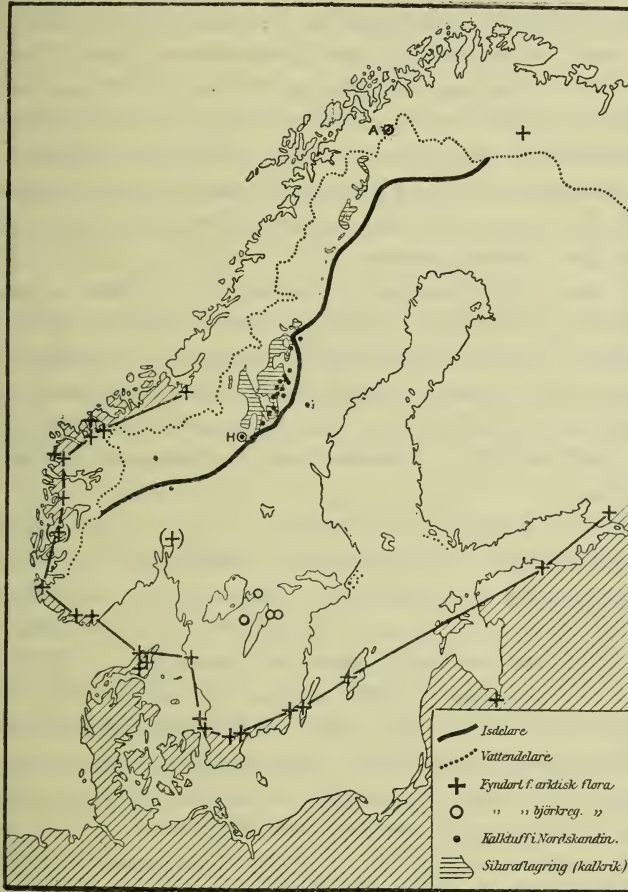 A
H
Isdelare
Vattendelare
Fyndort f. arktisk flora
" " björkreg. "
Kalktuff i Nordskandin.
Siluraflagring (kalkrik)